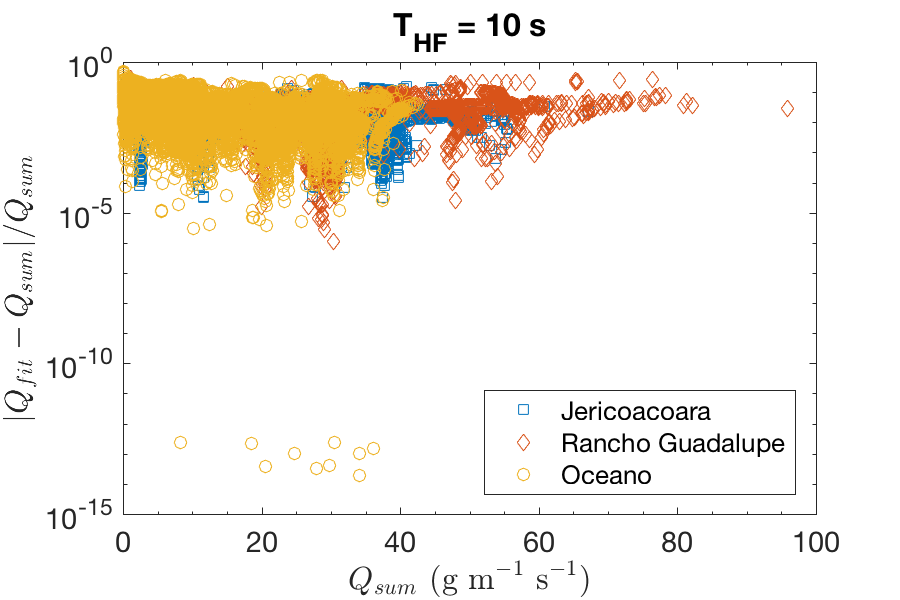 T_HF = 10 s
|Q_fit − Q_sum|/Q_sum
10^0
10^-5
10^-10
10^-15
0 20 40 60 80 100
Q_sum (g m^−1 s^−1)
Jericoacoara
Rancho Guadalupe
Oceano